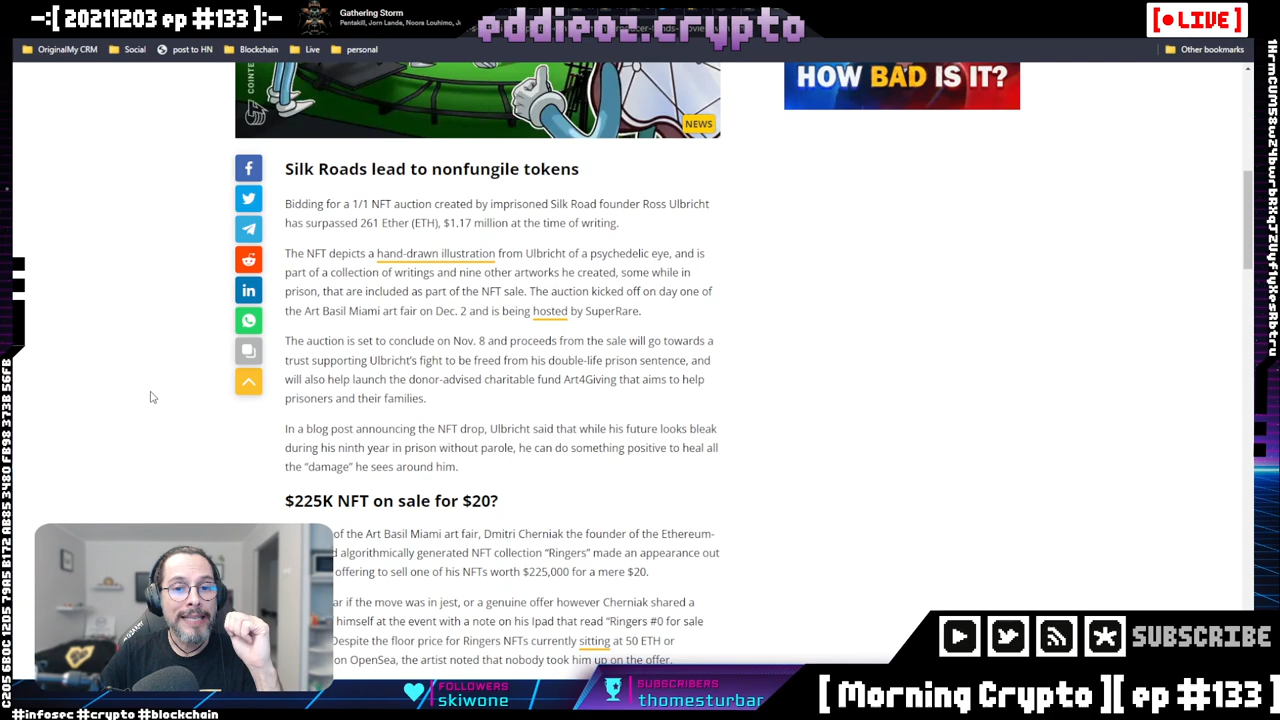 -:[ 20211203 ep #133 ]:-
Gathering Storm
Pentakill, Jorn Lande, Noora Louhimo, Ju
eddieoz.crypto
[● LIVE]
OriginalMy CRM
Social
post to HN
Blockchain
Live
personal
Other bookmarks
HOW BAD IS IT?
NEWS
Silk Roads lead to nonfungile tokens
Bidding for a 1/1 NFT auction created by imprisoned Silk Road founder Ross Ulbricht
has surpassed 261 Ether (ETH), $1.17 million at the time of writing.
The NFT depicts a hand-drawn illustration from Ulbricht of a psychedelic eye, and is
part of a collection of writings and nine other artworks he created, some while in
prison, that are included as part of the NFT sale. The auction kicked off on day one of
the Art Basil Miami art fair on Dec. 2 and is being hosted by SuperRare.
The auction is set to conclude on Nov. 8 and proceeds from the sale will go towards a
trust supporting Ulbricht's fight to be freed from his double-life prison sentence, and
will also help launch the donor-advised charitable fund Art4Giving that aims to help
prisoners and their families.
In a blog post announcing the NFT drop, Ulbricht said that while his future looks bleak
during his ninth year in prison without parole, he can do something positive to heal all
the “damage” he sees around him.
$225K NFT on sale for $20?
of the Art Basil Miami art fair, Dmitri Cherniak the founder of the Ethereum-
d algorithmically generated NFT collection “Ringers” made an appearance out
offering to sell one of his NFTs worth $225,000 for a mere $20.
ar if the move was in jest, or a genuine offer however Cherniak shared a
himself at the event with a note on his Ipad that read “Ringers #0 for sale
Despite the floor price for Ringers NFTs currently sitting at 50 ETH or
on OpenSea, the artist noted that nobody took him up on the offer.
SUBSCRIBE
FOLLOWERS
skiwone
SUBSCRIBERS
thomesturbar
[ Morning Crypto ][ ep #133 ]
#infosec #crypto #blockchain